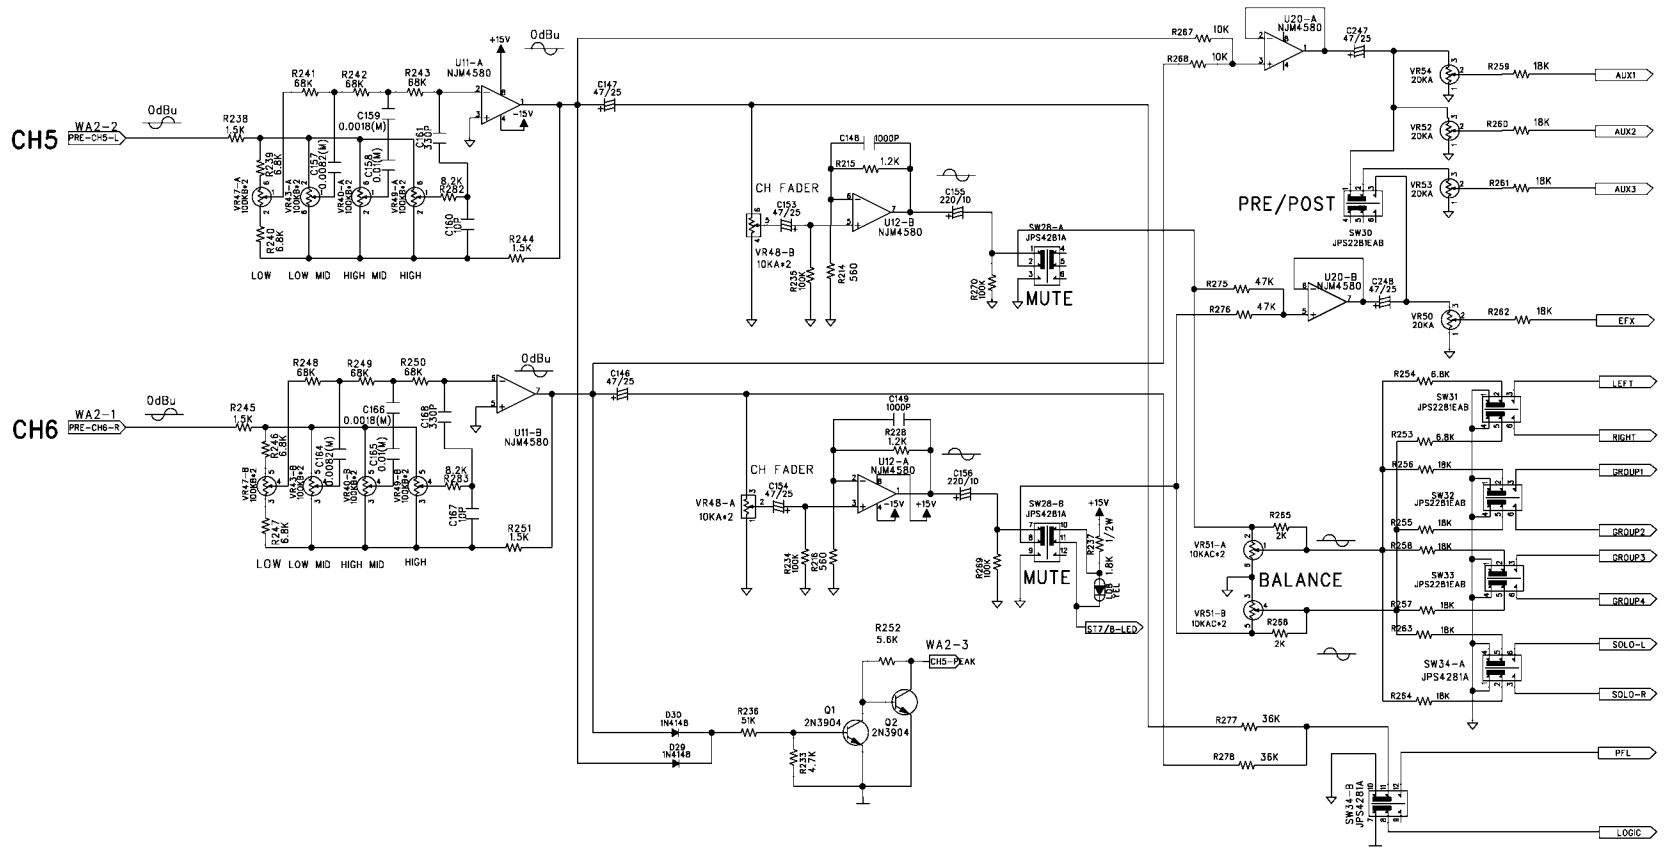 CH5
WA2-2
PRE-CH5-L
0dBu
R238
1.5K
R239
6.8K
VR47-A
100KB*2
R240
6.8K
VR43-A
100KB*2
C157
0.0082(M)
VR40-A
100KB*2
C158
0.01(M)
VR49-A
100KB*2
R241
68K
R242
68K
R243
68K
C159
0.0018(M)
C161
330P
8.2K
R282
C160
10P
R244
1.5K
LOW
LOW MID
HIGH MID
HIGH
+15V
U11-A
NJM4580
-15V
0dBu
C147
47/25
CH FADER
VR48-B
10KA*2
C153
47/25
R235
100K
R214
560
C148
1000P
R215
1.2K
U12-B
NJM4580
C155
220/10
R270
100K
SW28-A
JPS4281A
MUTE
R267
10K
R268
10K
U20-A
NJM4580
C247
47/25
VR54
20KA
R259
18K
AUX1
VR52
20KA
R260
18K
AUX2
VR53
20KA
R261
18K
AUX3
PRE/POST
SW30
JPS2281EAB
R275
47K
R276
47K
U20-B
NJM4580
C248
47/25
VR50
20KA
R262
18K
EFX
CH6
WA2-1
PRE-CH6-R
0dBu
R245
1.5K
R246
6.8K
VR47-B
100KB*2
R247
6.8K
VR43-B
100KB*2
C164
0.0082(M)
VR40-B
100KB*2
C165
0.01(M)
VR49-B
100KB*2
R248
68K
R249
68K
R250
68K
C166
0.0018(M)
C168
330P
8.2K
R283
C167
10P
R251
1.5K
LOW
LOW MID
HIGH MID
HIGH
0dBu
U11-B
NJM4580
C146
47/25
CH FADER
VR48-A
10KA*2
C154
47/25
R234
100K
R216
560
C149
1000P
R228
1.2K
U12-A
NJM4580
-15V
+15V
C156
220/10
R269
100K
SW28-B
JPS4281A
MUTE
+15V
R237
1/2W
1.8K
LD8
YEL
ST7/8-LED
R265
2K
VR51-A
10KAC*2
BALANCE
VR51-B
10KAC*2
R266
2K
R254
6.8K
SW31
JPS2281EAB
LEFT
RIGHT
R253
6.8K
R256
18K
SW32
JPS2281EAB
GROUP1
GROUP2
R255
18K
R258
18K
SW33
JPS2281EAB
GROUP3
GROUP4
R257
18K
R263
18K
SW34-A
JPS4281A
SOLO-L
SOLO-R
R264
18K
R252
5.6K
WA2-3
CH5-PEAK
Q1
2N3904
Q2
2N3904
D30
1N4148
D29
1N4148
R236
51K
R233
4.7K
R277
36K
R278
36K
SW34-B
JPS4281A
PFL
LOGIC